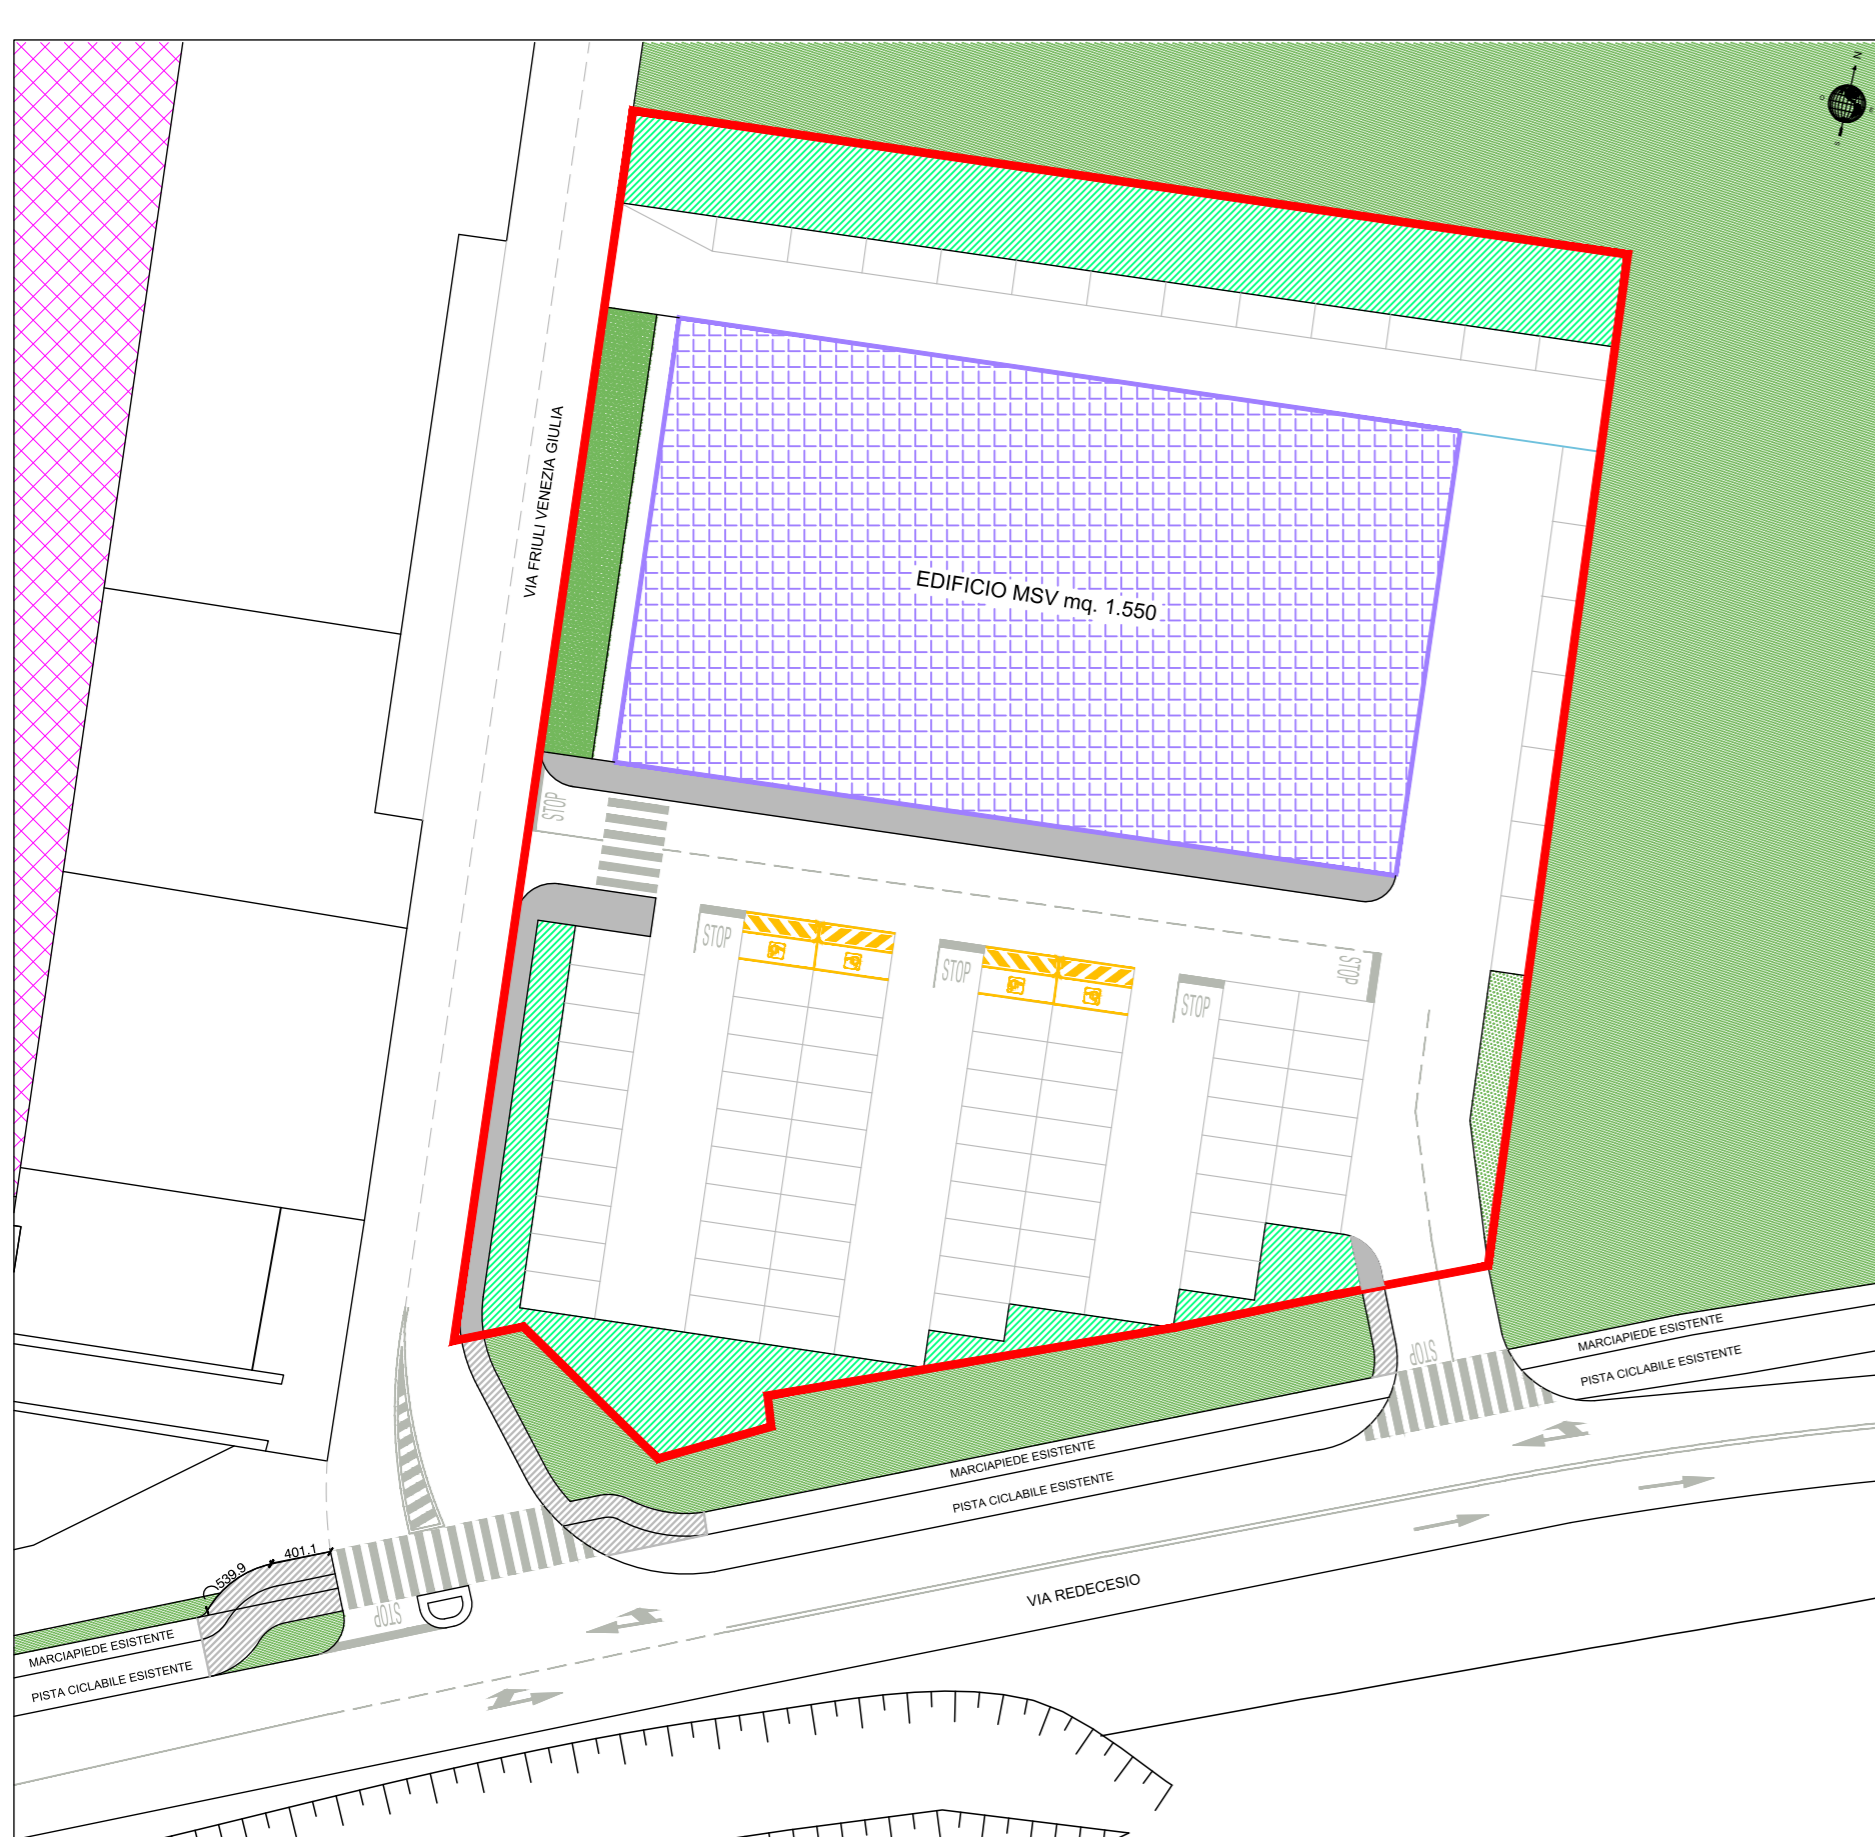 N
O
E
S
VIA FRIULI VENEZIA GIULIA
EDIFICIO MSV mq. 1.550
STOP
STOP
STOP
STOP
STOP
MARCIAPIEDE ESISTENTE
PISTA CICLABILE ESISTENTE
STOP
MARCIAPIEDE ESISTENTE
PISTA CICLABILE ESISTENTE
401.1
539.9
VIA REDECESIO
STOP
MARCIAPIEDE ESISTENTE
PISTA CICLABILE ESISTENTE